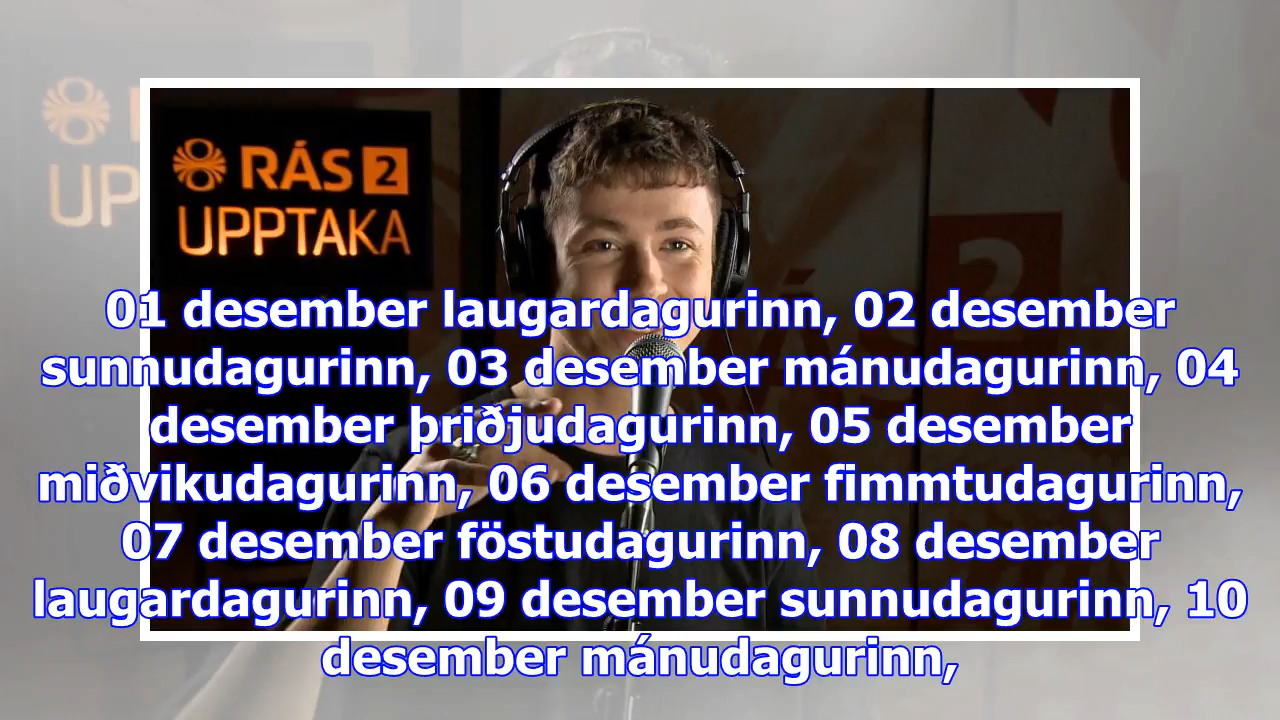 RÁS 2
UPPTAKA
01 desember laugardagurinn, 02 desember
sunnudagurinn, 03 desember mánudagurinn, 04
desember þriðjudagurinn, 05 desember
miðvikudagurinn, 06 desember fimmtudagurinn,
07 desember föstudagurinn, 08 desember
laugardagurinn, 09 desember sunnudagurinn, 10
desember mánudagurinn,